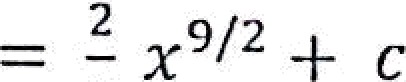 = 2/ x^{9/2} + c